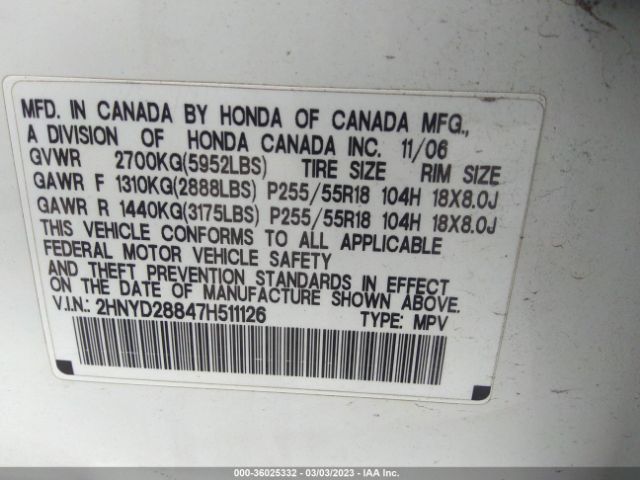 MFD. IN CANADA BY HONDA OF CANADA MFG.,
A DIVISION OF HONDA CANADA INC. 11/06
GVWR 2700KG(5952LBS) TIRE SIZE RIM SIZE
GAWR F 1310KG(2888LBS) P255/55R18 104H 18X8.0J
GAWR R 1440KG(3175LBS) P255/55R18 104H 18X8.0J
THIS VEHICLE CONFORMS TO ALL APPLICABLE
FEDERAL MOTOR VEHICLE SAFETY
AND THEFT PREVENTION STANDARDS IN EFFECT
ON THE DATE OF MANUFACTURE SHOWN ABOVE.
V.I.N.: 2HNYD28847H511126 TYPE: MPV
000-36025332 - 03/03/2023 - IAA Inc.